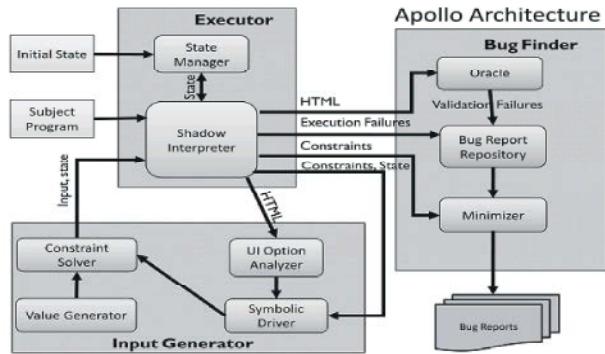 Apollo Architecture
Executor
Bug Finder
Initial State
State
Manager
Subject
Program
State
Shadow
Interpreter
HTML
Execution Failures
Constraints
Constraints, State
Oracle
Validation Failures
Bug Report
Repository
Minimizer
Input, state
HTML
Constraint
Solver
UI Option
Analyzer
Value Generator
Symbolic
Driver
Input Generator
Bug Reports